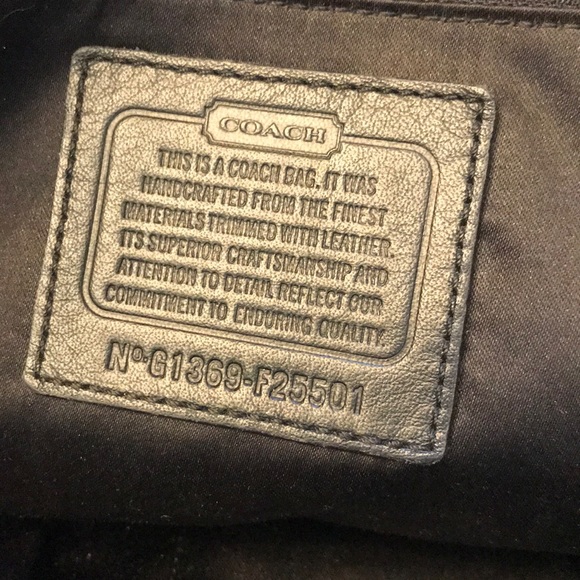 COACH
THIS IS A COACH BAG. IT WAS
HANDCRAFTED FROM THE FINEST
MATERIALS TRIMMED WITH LEATHER.
ITS SUPERIOR CRAFTSMANSHIP AND
ATTENTION TO DETAIL REFLECT OUR
COMMITMENT TO ENDURING QUALITY.
Nº-G1369-F25501